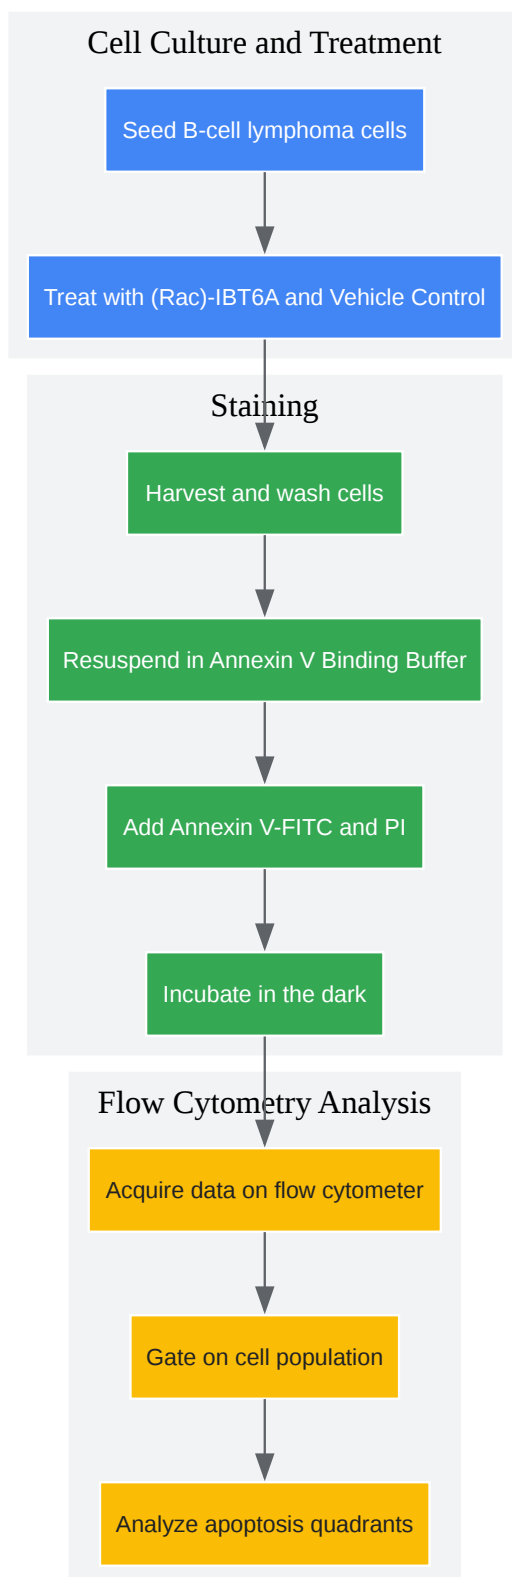 Cell Culture and Treatment
Seed B-cell lymphoma cells
Treat with (Rac)-IBT6A and Vehicle Control
Staining
Harvest and wash cells
Resuspend in Annexin V Binding Buffer
Add Annexin V-FITC and PI
Incubate in the dark
Flow Cytometry Analysis
Acquire data on flow cytometer
Gate on cell population
Analyze apoptosis quadrants